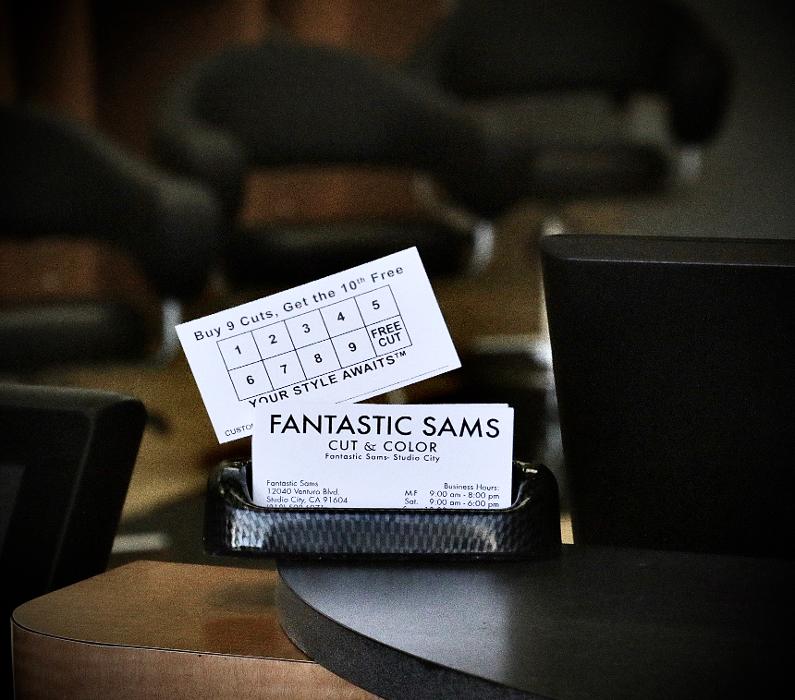 Buy 9 Cuts, Get the 10th Free
1 2 3 4 5
6 7 8 9 FREE CUT
YOUR STYLE AWAITS™
FANTASTIC SAMS
CUT & COLOR
Fantastic Sams- Studio City
Fantastic Sams
12040 Ventura Blvd.
Studio City, CA 91604
Business Hours:
M-F 9:00 am - 8:00 pm
Sat. 9:00 am - 6:00 pm